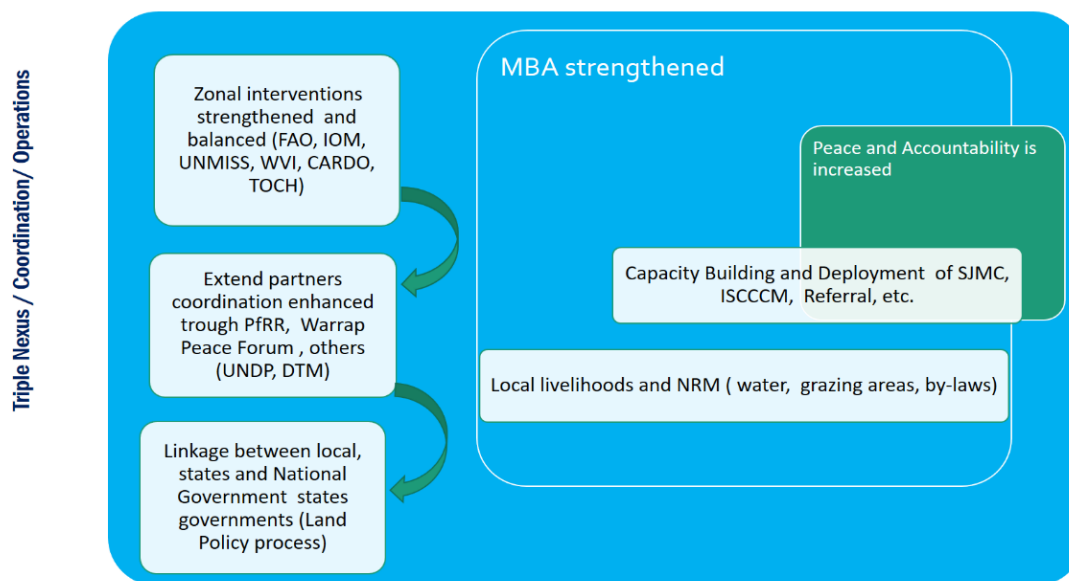 Triple Nexus / Coordination/ Operations
Zonal interventions
strengthened and
balanced (FAO, IOM,
UNMISS, WVI, CARDO,
TOCH)
Extend partners
coordination enhanced
trough PfRR, Warrap
Peace Forum , others
(UNDP, DTM)
Linkage between local,
states and National
Government states
governments (Land
Policy process)
MBA strengthened
Peace and Accountability is
increased
Capacity Building and Deployment of SJMC,
ISCCCM, Referral, etc.
Local livelihoods and NRM ( water, grazing areas, by-laws)